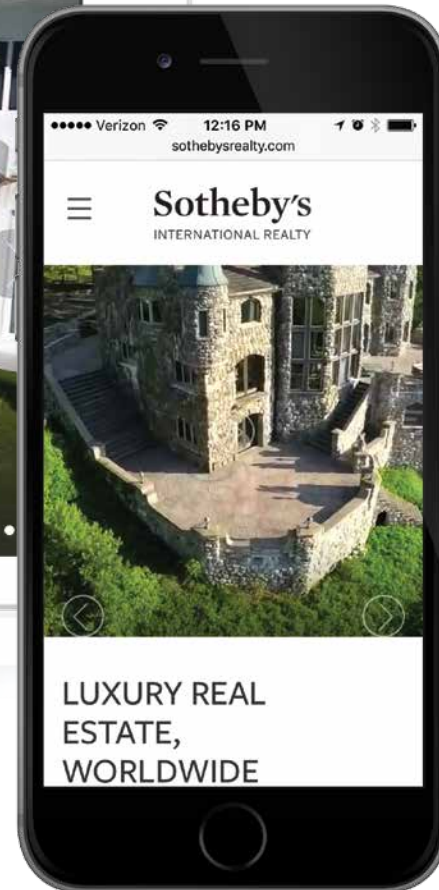 Verizon 12:16 PM
sothebysrealty.com
Sotheby's
INTERNATIONAL REALTY
LUXURY REAL
ESTATE,
WORLDWIDE